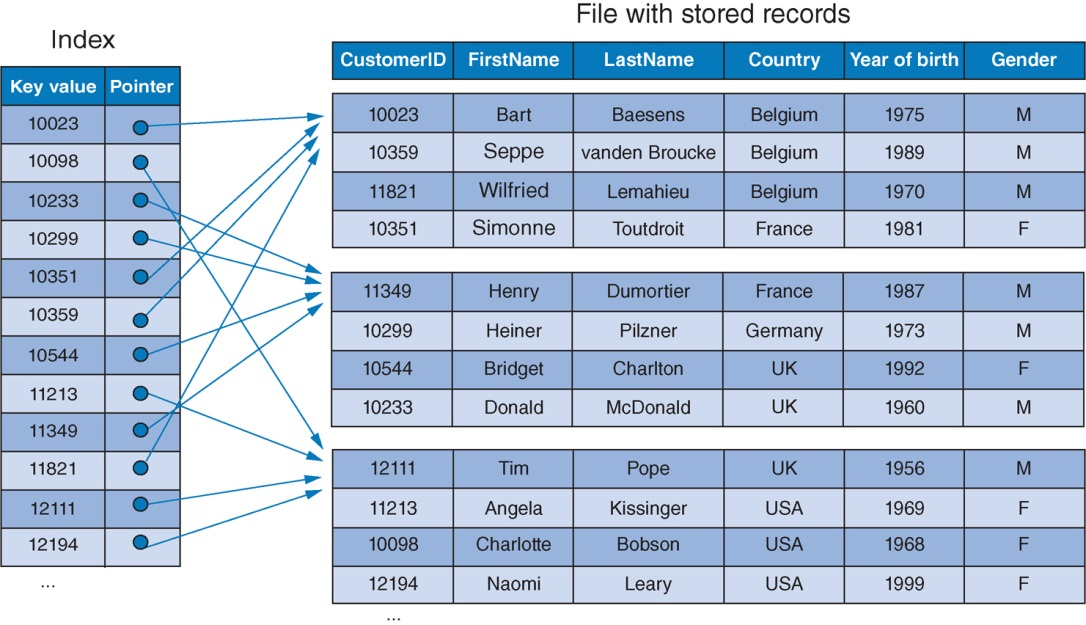 File with stored records
Index
Key value Pointer
10023
10098
10233
10299
10351
10359
10544
11213
11349
11821
12111
12194
...
CustomerID FirstName LastName Country Year of birth Gender
10023 Bart Baesens Belgium 1975 M
10359 Seppe vanden Broucke Belgium 1989 M
11821 Wilfried Lemahieu Belgium 1970 M
10351 Simonne Toutdroit France 1981 F
11349 Henry Dumortier France 1987 M
10299 Heiner Pilzner Germany 1973 M
10544 Bridget Charlton UK 1992 F
10233 Donald McDonald UK 1960 M
12111 Tim Pope UK 1956 M
11213 Angela Kissinger USA 1969 F
10098 Charlotte Bobson USA 1968 F
12194 Naomi Leary USA 1999 F
...